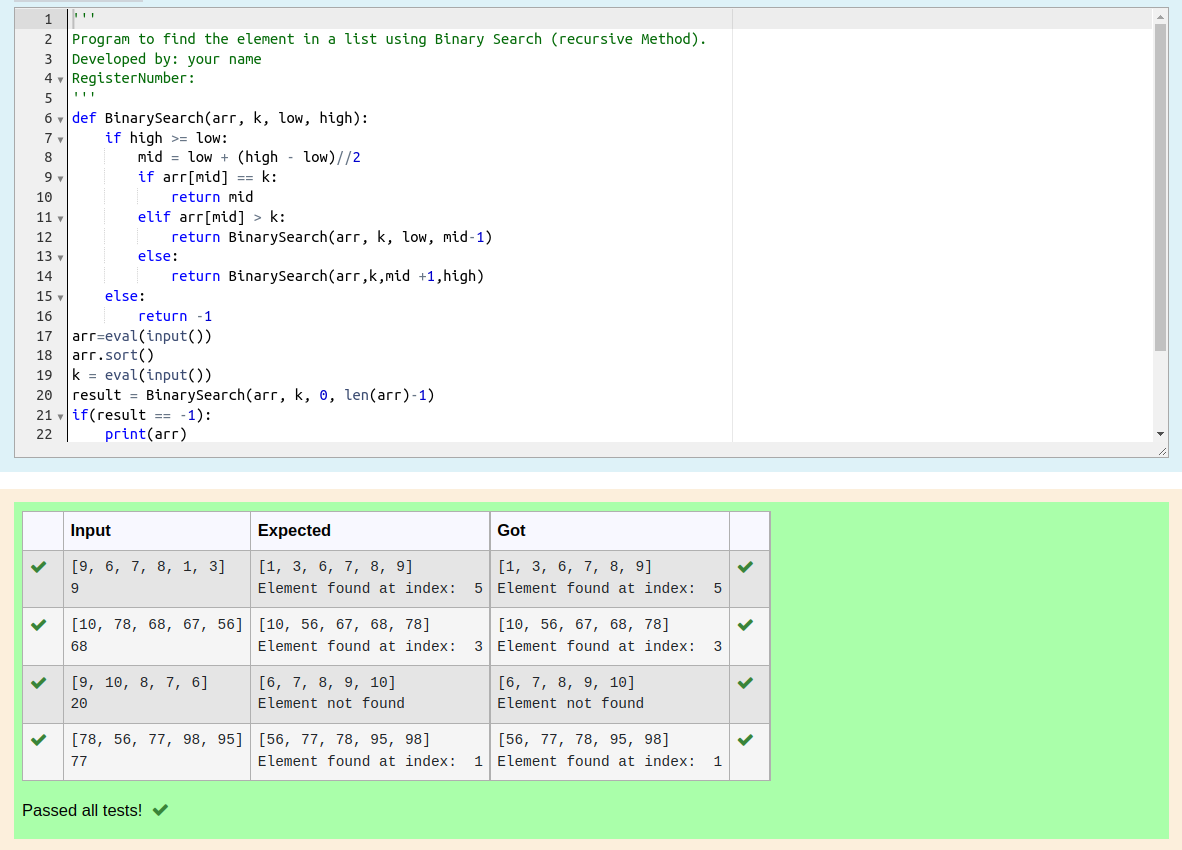 1 '''
2 Program to find the element in a list using Binary Search (recursive Method).
3 Developed by: your name
4 RegisterNumber:
5 '''
6 def BinarySearch(arr, k, low, high):
7     if high >= low:
8         mid = low + (high - low)//2
9         if arr[mid] == k:
10             return mid
11         elif arr[mid] > k:
12             return BinarySearch(arr, k, low, mid-1)
13         else:
14             return BinarySearch(arr,k,mid +1,high)
15     else:
16         return -1
17 arr=eval(input())
18 arr.sort()
19 k = eval(input())
20 result = BinarySearch(arr, k, 0, len(arr)-1)
21 if(result == -1):
22     print(arr)
Input Expected Got
[9, 6, 7, 8, 1, 3] [1, 3, 6, 7, 8, 9] [1, 3, 6, 7, 8, 9]
9 Element found at index:  5 Element found at index:  5
[10, 78, 68, 67, 56] [10, 56, 67, 68, 78] [10, 56, 67, 68, 78]
68 Element found at index:  3 Element found at index:  3
[9, 10, 8, 7, 6] [6, 7, 8, 9, 10] [6, 7, 8, 9, 10]
20 Element not found Element not found
[78, 56, 77, 98, 95] [56, 77, 78, 95, 98] [56, 77, 78, 95, 98]
77 Element found at index:  1 Element found at index:  1
Passed all tests!